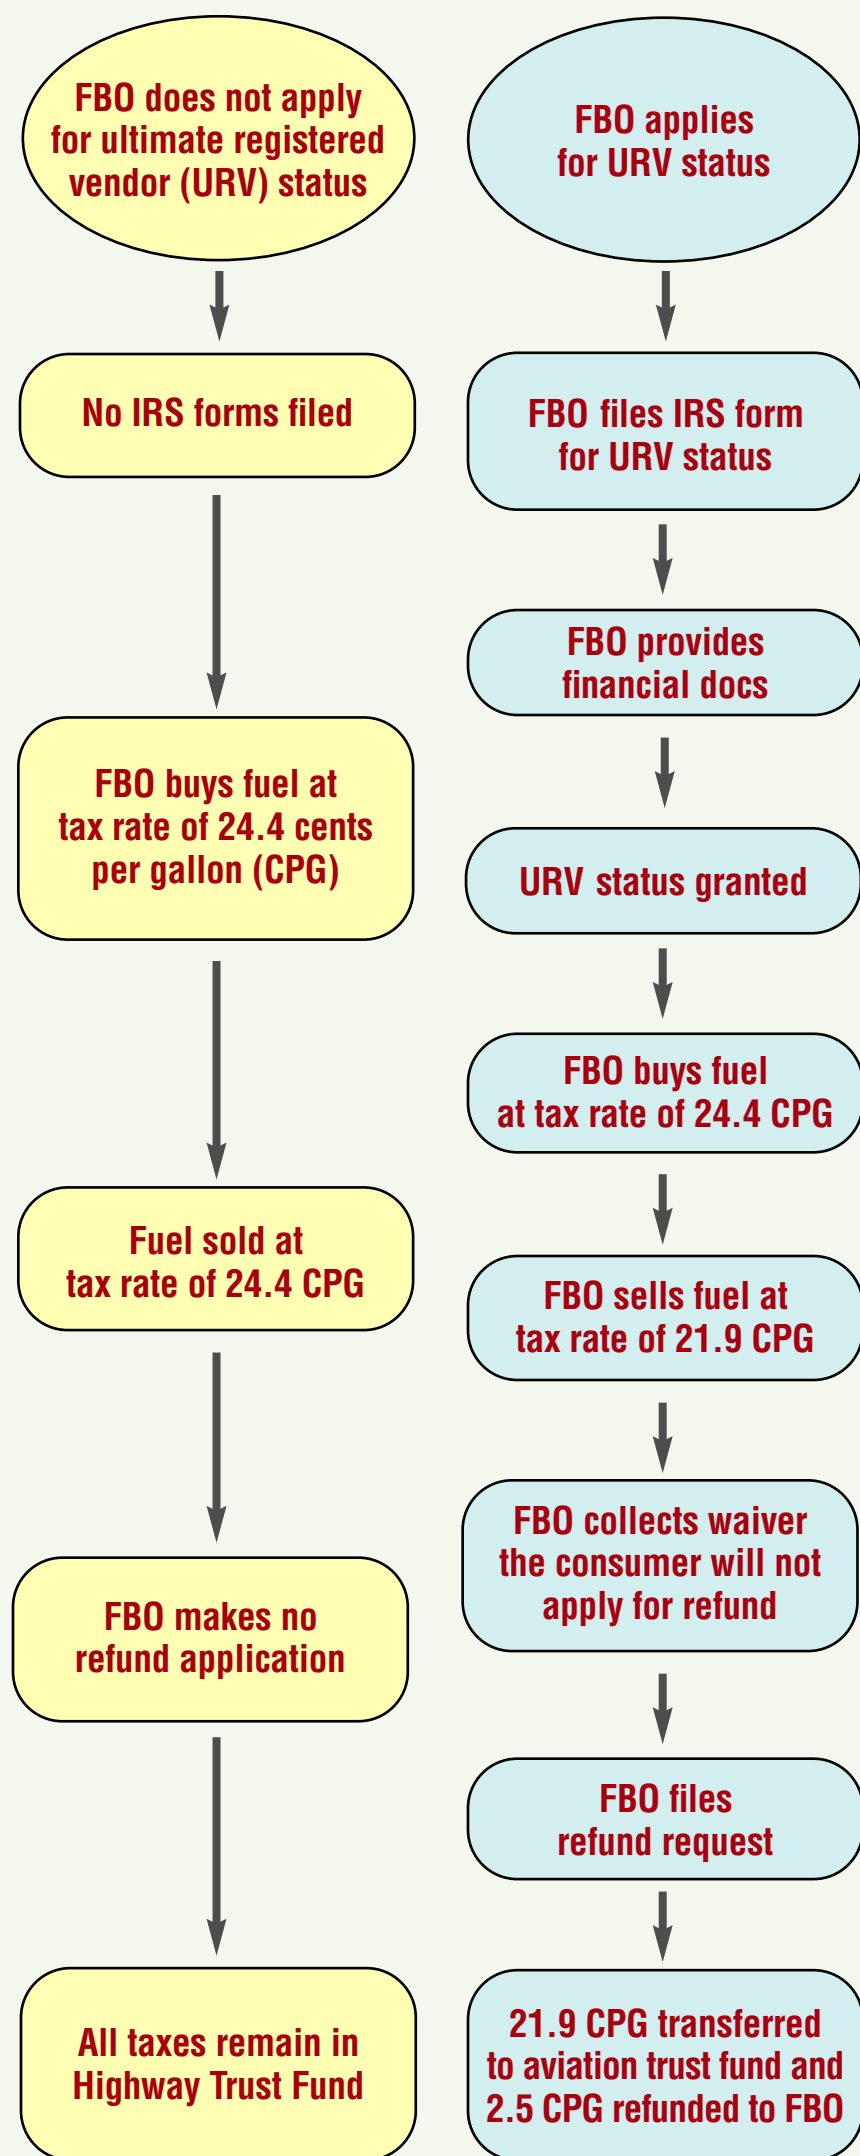 FBO does not apply
for ultimate registered
vendor (URV) status
No IRS forms filed
FBO buys fuel at
tax rate of 24.4 cents
per gallon (CPG)
Fuel sold at
tax rate of 24.4 CPG
FBO makes no
refund application
All taxes remain in
Highway Trust Fund
FBO applies
for URV status
FBO files IRS form
for URV status
FBO provides
financial docs
URV status granted
FBO buys fuel
at tax rate of 24.4 CPG
FBO sells fuel at
tax rate of 21.9 CPG
FBO collects waiver
the consumer will not
apply for refund
FBO files
refund request
21.9 CPG transferred
to aviation trust fund and
2.5 CPG refunded to FBO